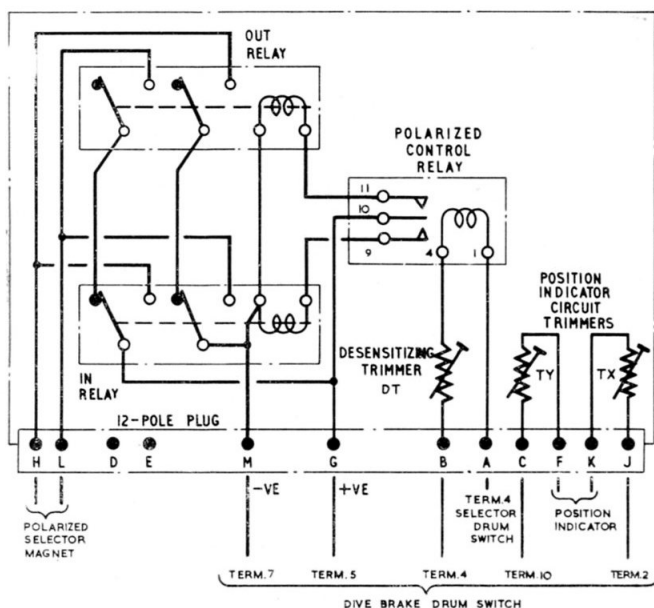 OUT
RELAY
POLARIZED
CONTROL
RELAY
11
10
9
4
1
POSITION
INDICATOR
CIRCUIT
TRIMMERS
DESENSITIZING
TRIMMER
DT
TY
TX
IN
RELAY
12-POLE PLUG
H L D E M G B A C F K J
-VE
+VE
POLARIZED
SELECTOR
MAGNET
TERM.4
SELECTOR
DRUM
SWITCH
POSITION
INDICATOR
TERM.7
TERM.5
TERM.4
TERM.10
TERM.2
DIVE BRAKE DRUM SWITCH